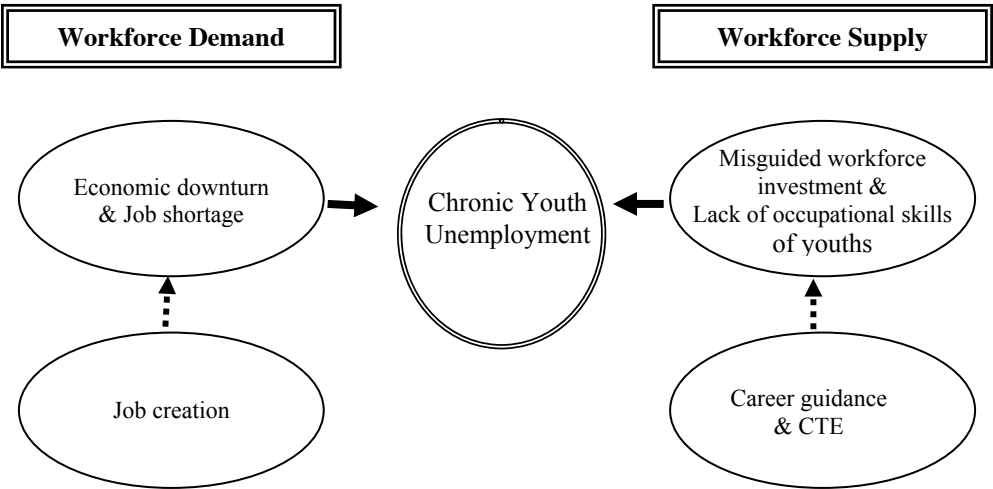 Workforce Demand
Workforce Supply
Economic downturn
& Job shortage
Chronic Youth
Unemployment
Misguided workforce
investment &
Lack of occupational skills
of youths
Job creation
Career guidance
& CTE